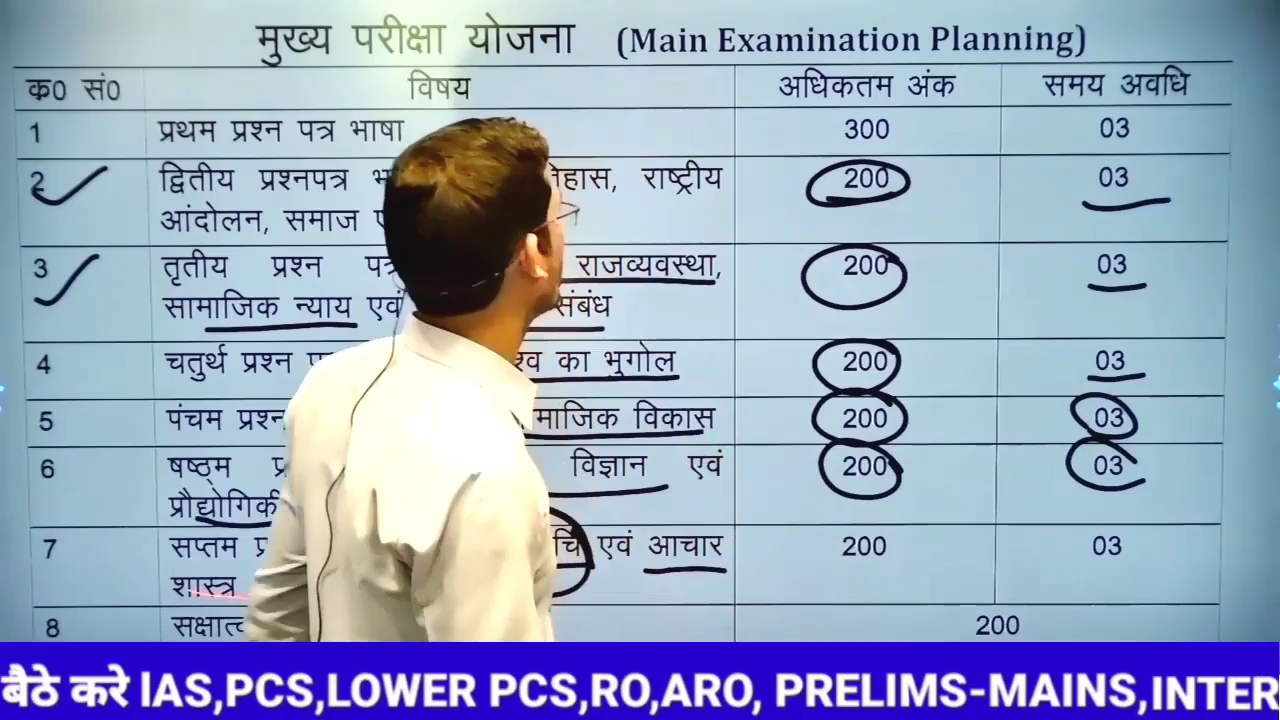 मुख्य परीक्षा योजना (Main Examination Planning)
क0 सं0 विषय अधिकतम अंक समय अवधि
1 प्रथम प्रश्न पत्र भाषा 300 03
2 द्वितीय प्रश्नपत्र राष्ट्रीय 200 03
आंदोलन, समाज
3 तृतीय प्रश्न पत्र राजव्यवस्था, 200 03
सामाजिक न्याय एवं संबंध
4 चतुर्थ प्रश्न का भुगोल 200 03
5 पंचम विकास 200 03
6 षष्ठ्म विज्ञान एवं 200 03
प्रौद्योगिकी
7 सप्तम एवं आचार 200 03
शास्त्र
8 200
बैठे करे IAS,PCS,LOWER PCS,RO,ARO, PRELIMS-MAINS,INTER